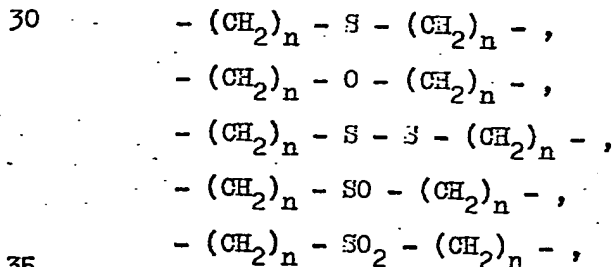 30 - (CH₂)ₙ - S - (CH₂)ₙ - ,
- (CH₂)ₙ - O - (CH₂)ₙ - ,
- (CH₂)ₙ - S - S - (CH₂)ₙ - ,
- (CH₂)ₙ - SO - (CH₂)ₙ - ,
- (CH₂)ₙ - SO₂ - (CH₂)ₙ - ,
35